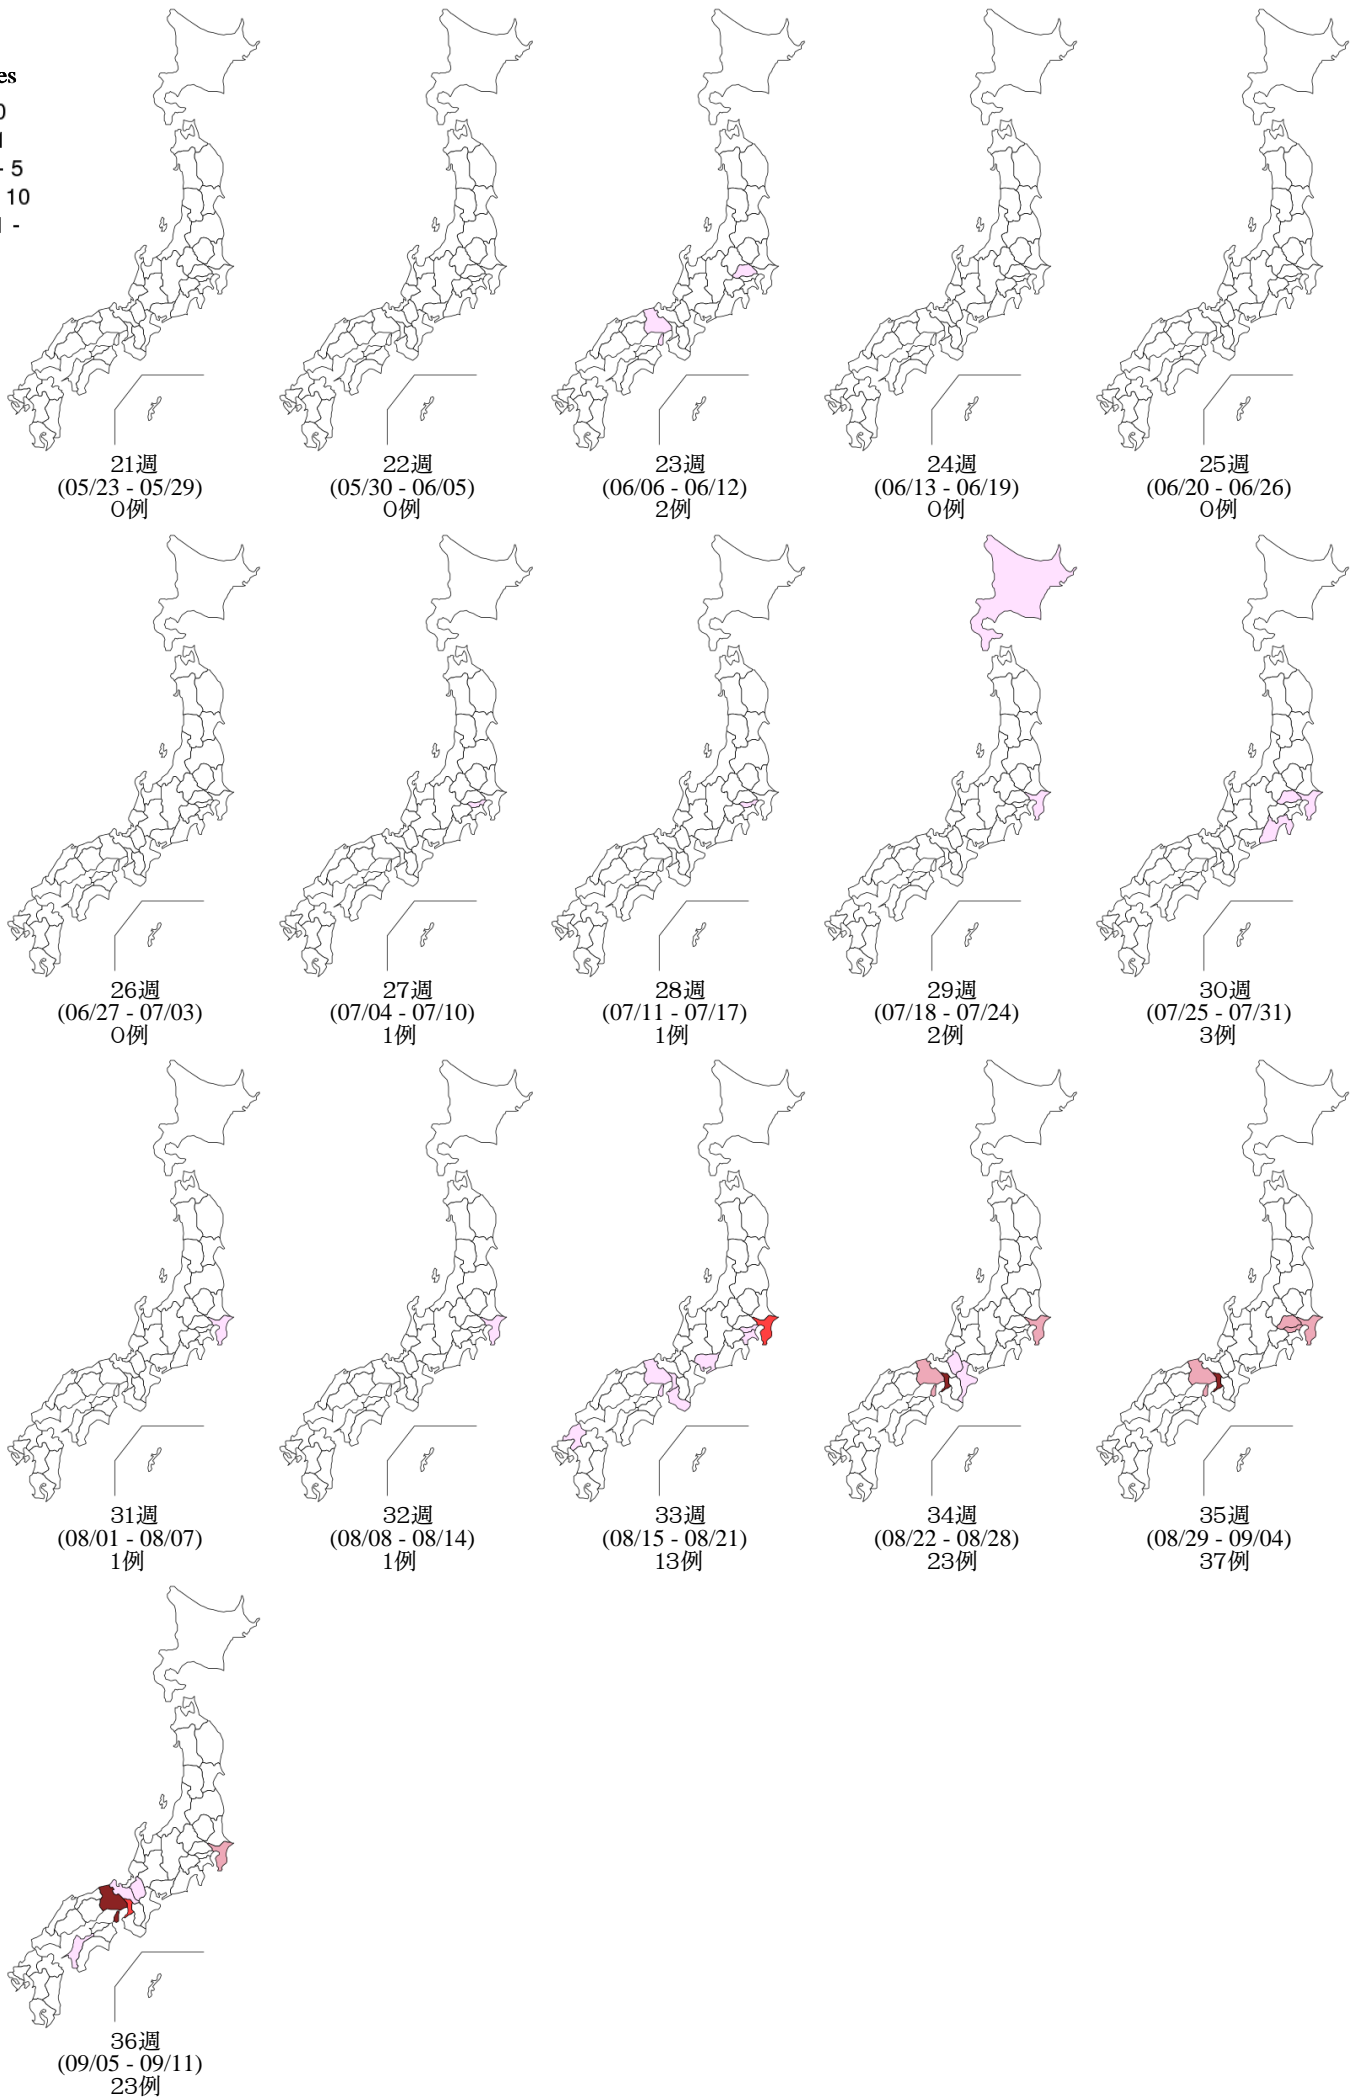 es
0
1
- 5
10
1 -
21週
(05/23 - 05/29)
0例
22週
(05/30 - 06/05)
0例
23週
(06/06 - 06/12)
2例
24週
(06/13 - 06/19)
0例
25週
(06/20 - 06/26)
0例
26週
(06/27 - 07/03)
0例
27週
(07/04 - 07/10)
1例
28週
(07/11 - 07/17)
1例
29週
(07/18 - 07/24)
2例
30週
(07/25 - 07/31)
3例
31週
(08/01 - 08/07)
1例
32週
(08/08 - 08/14)
1例
33週
(08/15 - 08/21)
13例
34週
(08/22 - 08/28)
23例
35週
(08/29 - 09/04)
37例
36週
(09/05 - 09/11)
23例